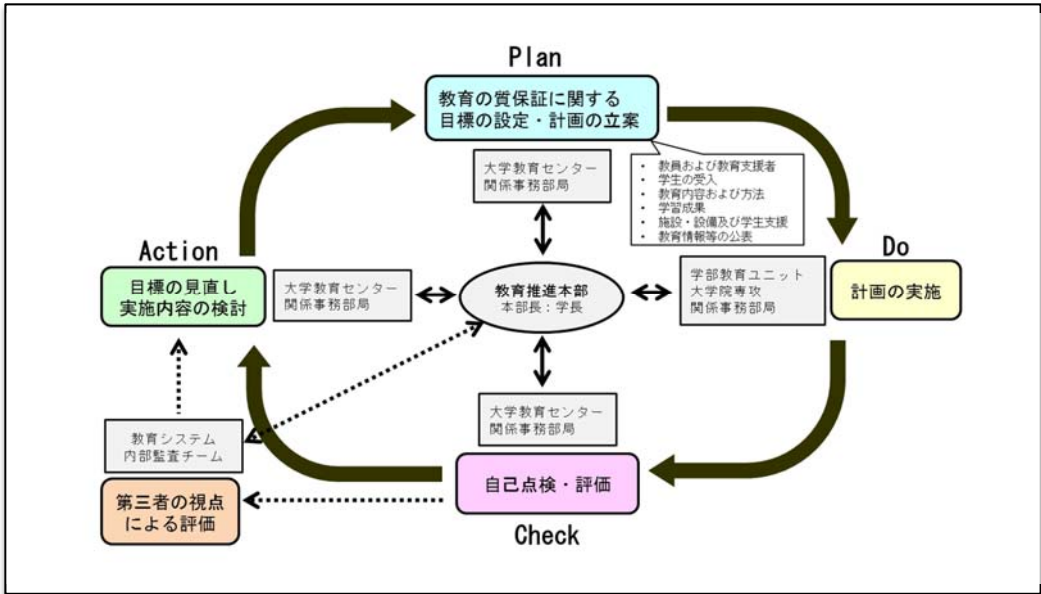 Plan
教育の質保証に関する
目標の設定・計画の立案
大学教育センター
関係事務部局
• 教員および教育支援者
• 学生の受入
• 教育内容および方法
• 学習成果
• 施設・設備及び学生支援
• 教育情報等の公表
Action
目標の見直し
実施内容の検討
大学教育センター
関係事務部局
教育推進本部
本部長：学長
学部教育ユニット
大学院専攻
関係事務部局
Do
計画の実施
大学教育センター
関係事務部局
自己点検・評価
Check
教育システム
内部監査チーム
第三者の視点
による評価